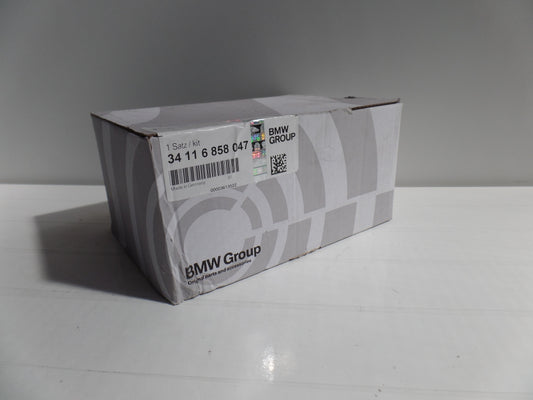 1 Satz / kit
34 11 6 858 047
01
Made in Germany
BMW
GROUP
BMW Group
Original parts and accessories